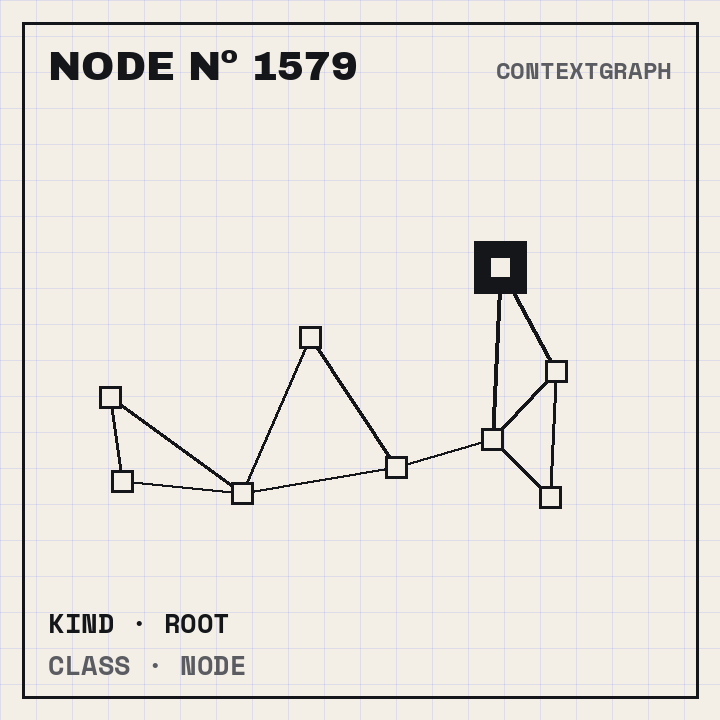 NODE Nº 1579
CONTEXTGRAPH
KIND · ROOT
CLASS · NODE